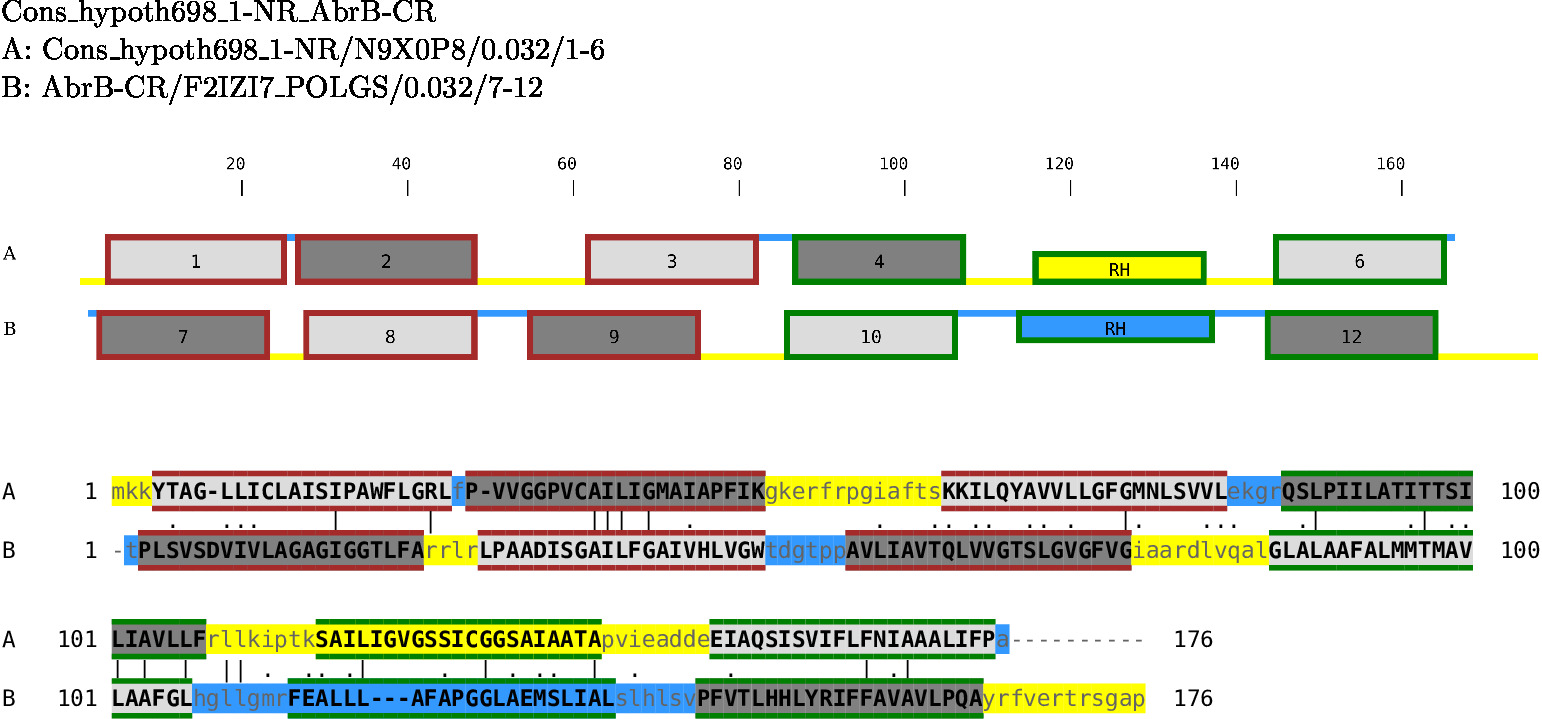 Cons_hypoth698_1-NR_AbrB-CR
A: Cons_hypoth698_1-NR/N9X0P8/0.032/1-6
B: AbrB-CR/F2IZI7_POLGS/0.032/7-12
20 40 60 80 100 120 140 160
A 1 2 3 4 RH 6
B 7 8 9 10 RH 12
A 1 mkkYTAG-LLICLAISIPAWFLGRLfP-VVGGPVCAILIGMAIAPFIKgkerfrpgiaftsKKILQYAVVLLGFGMNLSVVLekgrQSLPIILATITTSI 100
B 1 -tPLSVSDVIVLAGAGIGGTLFArrlrLPAADISGAILFGAIVHLVGWtdgtppAVLIAVTQLVVGTSLGVGFVGiaardlvqalGLALAAFALMMTMAV 100
A 101 LIAVLLFrllkiptkSAILIGVGSSICGGSAIAATApvieaddeEIAQSISVIFLFNIAAALIFPa---------- 176
B 101 LAAFGLhgllgmrFEALLL---AFAPGGLAEMSLIALslhlsvPFVTLHHLYRIFFAVAVLPQAyrfvertrsgap 176